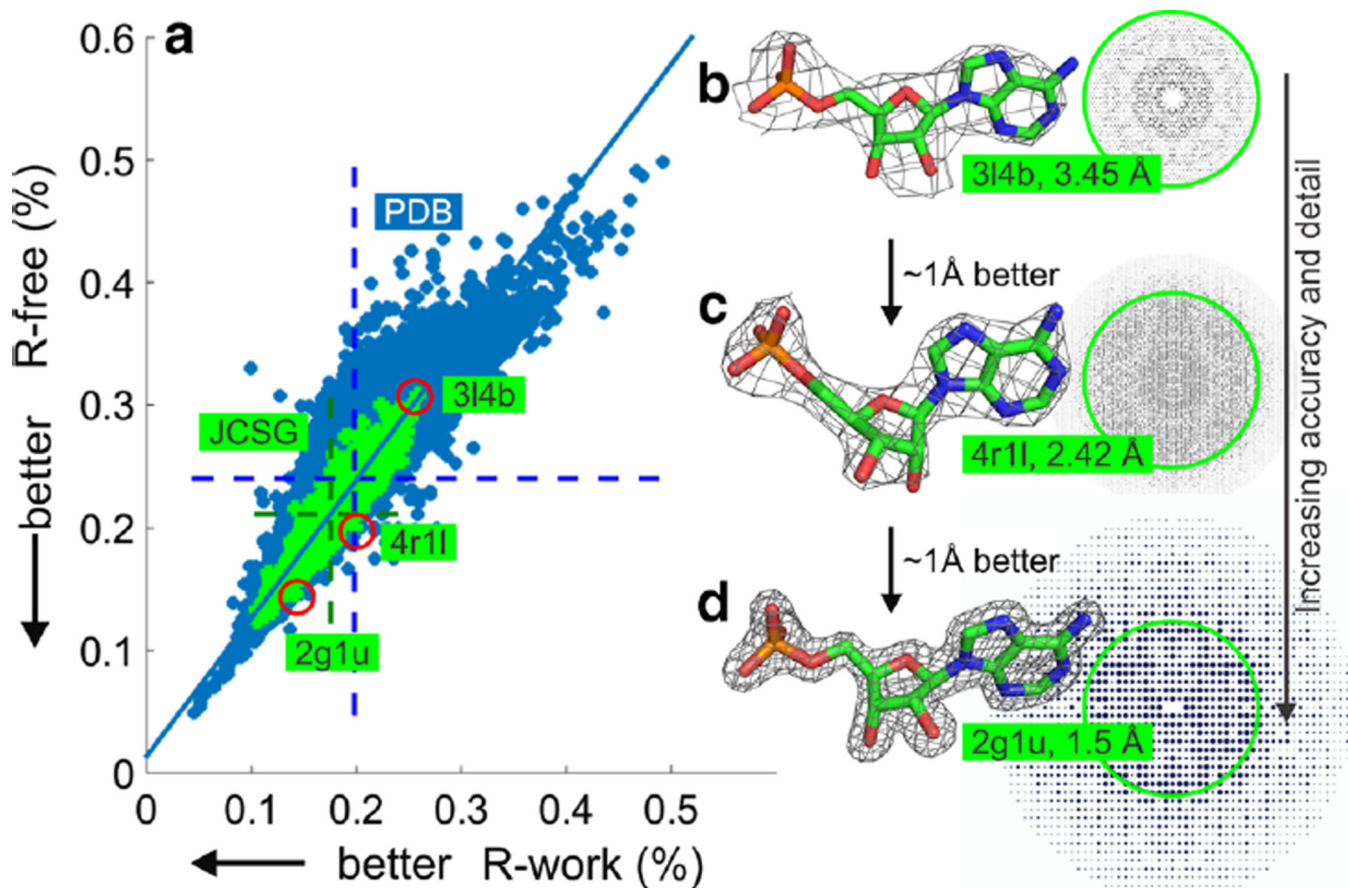 a
0.6
0.5
0.4
0.3
0.2
0.1
0
R-free (%)
better
PDB
JCSG
3l4b
4r1l
2g1u
0
0.1
0.2
0.3
0.4
0.5
better R-work (%)
b
3l4b, 3.45 Å
~1Å better
c
4r1l, 2.42 Å
~1Å better
d
2g1u, 1.5 Å
Increasing accuracy and detail